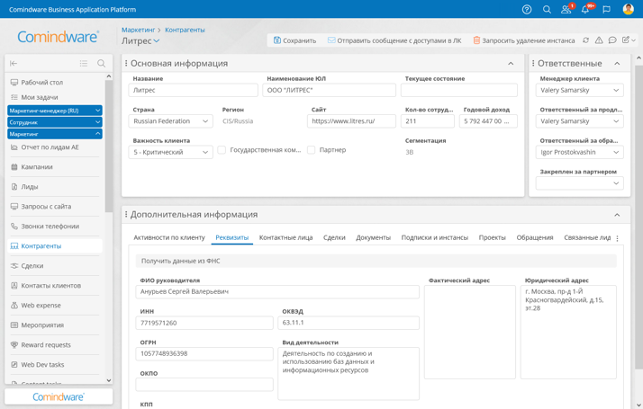 Comindware Business Application Platform
1
99+
Comindware
Маркетинг > Контрагенты
Литрес
Сохранить
Отправить сообщение с доступами в ЛК
Запросить удаление инстанса
Рабочий стол
Мои задачи
Маркетинг-менеджер (RU)
Сотрудник
Маркетинг
Отчет по лидам AE
Кампании
Лиды
Запросы с сайта
Звонки телефонии
Контрагенты
Сделки
Контакты клиентов
Web expense
Мероприятия
Reward requests
Web Dev tasks
Content tasks
Comindware
Основная информация
Название
Наименование ЮЛ
Текущее состояние
Литрес
ООО "ЛИТРЕС"
Страна
Регион
Сайт
Кол-во сотруд...
Годовой доход
Russian Federation
CIS/Russia
https://www.litres.ru/
211
5 792 447 00 ...
Важность клиента
Сегментация
5 - Критический
Государственная ком...
Партнер
3B
Ответственные
Менеджер клиента
Valery Samarsky
Ответственный за продл...
Valery Samarsky
Ответственный за обра...
Igor Prostokvashin
Закреплен за партнером
Дополнительная информация
Активности по клиенту
Реквизиты
Контактные лица
Сделки
Документы
Подписки и инстансы
Проекты
Обращения
Связанные лид
Получить данные из ФНС
ФИО руководителя
Анурьев Сергей Валерьевич
Фактический адрес
Юридический адрес
г. Москва, пр-д 1-Й
Красногвардейский, д.15,
эт.28
ИНН
ОКВЭД
7719571260
63.11.1
ОГРН
Вид деятельности
1057748936398
Деятельность по созданию и
использованию баз данных и
информационных ресурсов
ОКПО
КПП